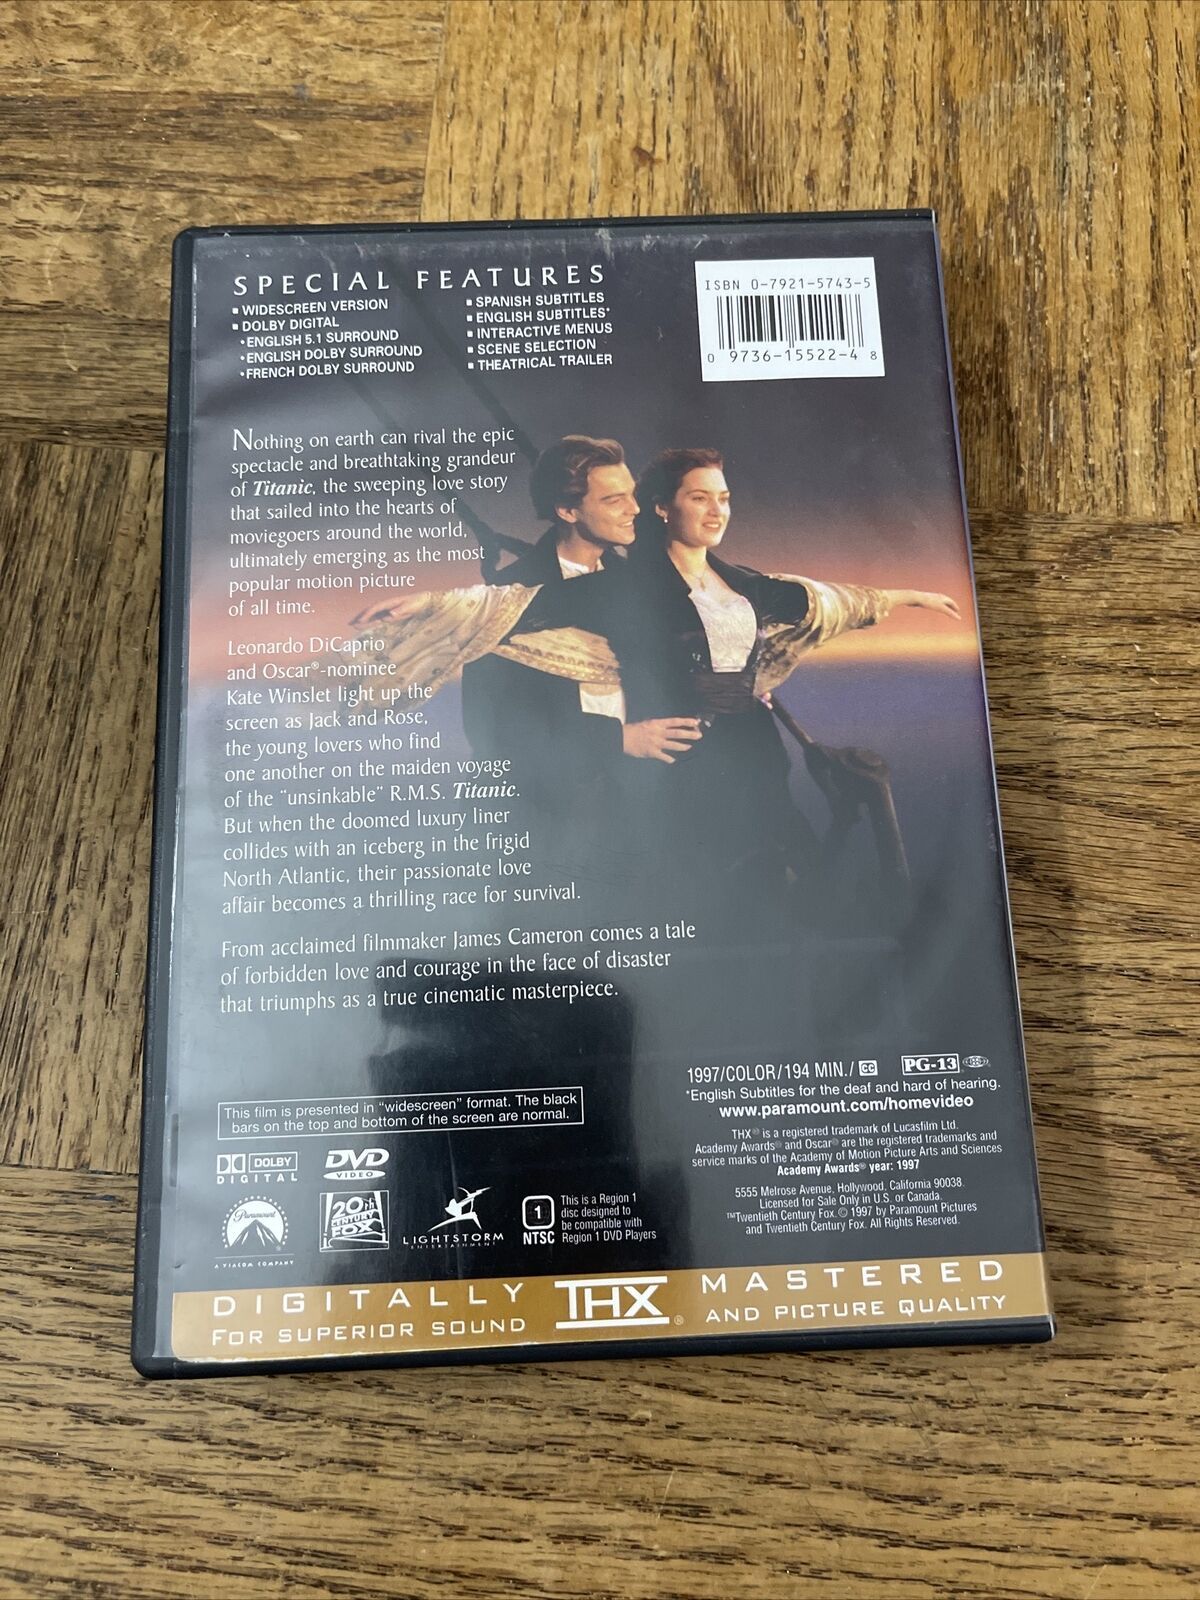 SPECIAL FEATURES
▪ WIDESCREEN VERSION
▪ DOLBY DIGITAL
•ENGLISH 5.1 SURROUND
•ENGLISH DOLBY SURROUND
•FRENCH DOLBY SURROUND
▪ SPANISH SUBTITLES
▪ ENGLISH SUBTITLES*
▪ INTERACTIVE MENUS
▪ SCENE SELECTION
▪ THEATRICAL TRAILER
ISBN 0-7921-5743-5
0 9736-15522-4 8
Nothing on earth can rival the epic
spectacle and breathtaking grandeur
of Titanic, the sweeping love story
that sailed into the hearts of
moviegoers around the world,
ultimately emerging as the most
popular motion picture
of all time.
Leonardo DiCaprio
and Oscar®-nominee
Kate Winslet light up the
screen as Jack and Rose,
the young lovers who find
one another on the maiden voyage
of the "unsinkable" R.M.S. Titanic.
But when the doomed luxury liner
collides with an iceberg in the frigid
North Atlantic, their passionate love
affair becomes a thrilling race for survival.
From acclaimed filmmaker James Cameron comes a tale
of forbidden love and courage in the face of disaster
that triumphs as a true cinematic masterpiece.
This film is presented in "widescreen" format. The black
bars on the top and bottom of the screen are normal.
1997/COLOR/194 MIN./ CC PG-13
*English Subtitles for the deaf and hard of hearing.
www.paramount.com/homevideo
THX® is a registered trademark of Lucasfilm Ltd.
Academy Awards® and Oscar® are the registered trademarks and
service marks of the Academy of Motion Picture Arts and Sciences
Academy Awards® year: 1997
5555 Melrose Avenue, Hollywood, California 90038.
Licensed for Sale Only in U.S. or Canada.
™Twentieth Century Fox. © 1997 by Paramount Pictures
and Twentieth Century Fox. All Rights Reserved.
DOLBY
DIGITAL
DVD
VIDEO
Paramount
A VIACOM COMPANY
20th
CENTURY
FOX
LIGHTSTORM
ENTERTAINMENT
1
NTSC
This is a Region 1
disc designed to
be compatible with
Region 1 DVD Players
DIGITALLY THX® MASTERED
FOR SUPERIOR SOUND AND PICTURE QUALITY